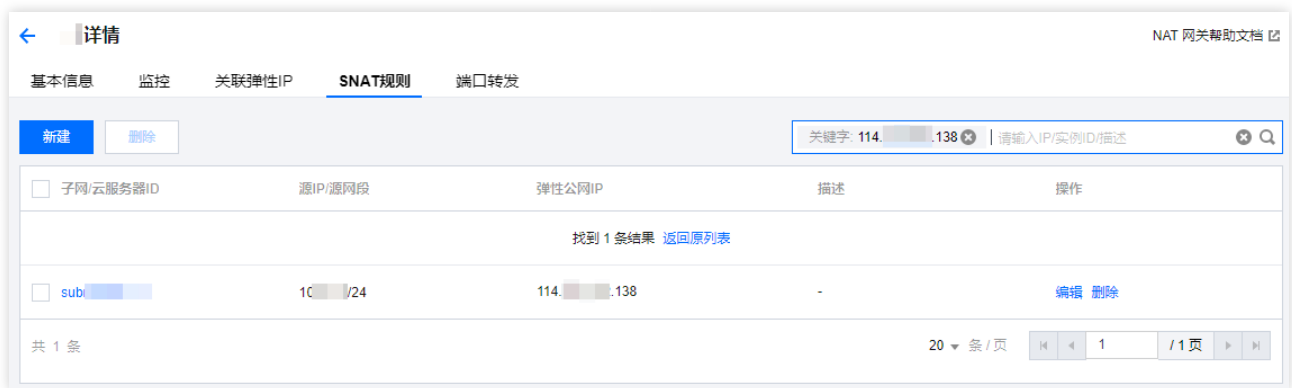 详情
NAT 网关帮助文档
基本信息 监控 关联弹性IP SNAT规则 端口转发
新建 删除 关键字: 114. .138 请输入IP/实例ID/描述
子网/云服务器ID 源IP/源网段 弹性公网IP 描述 操作
找到 1 条结果 返回原列表
sub 10 /24 114. .138 - 编辑 删除
共 1 条 20 条 / 页 1 / 1 页